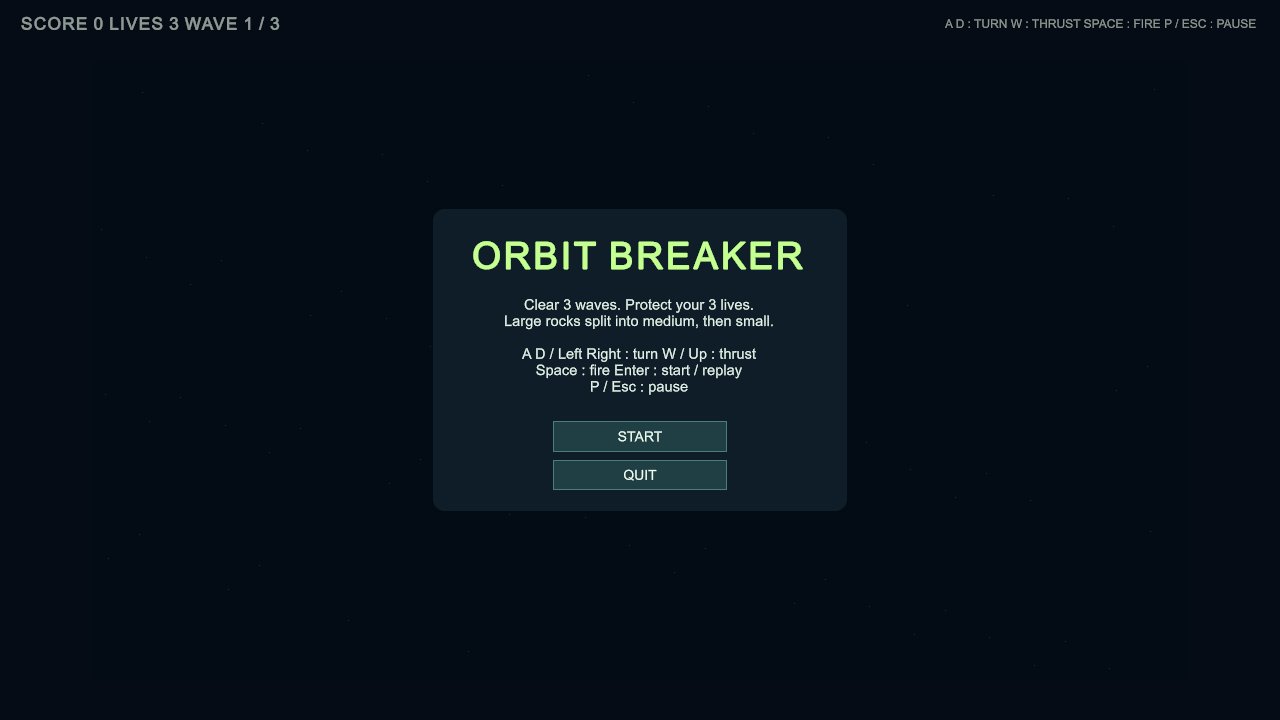 SCORE 0 LIVES 3 WAVE 1 / 3
A D : TURN W : THRUST SPACE : FIRE P / ESC : PAUSE
ORBIT BREAKER
Clear 3 waves. Protect your 3 lives.
Large rocks split into medium, then small.
A D / Left Right : turn W / Up : thrust
Space : fire Enter : start / replay
P / Esc : pause
START
QUIT